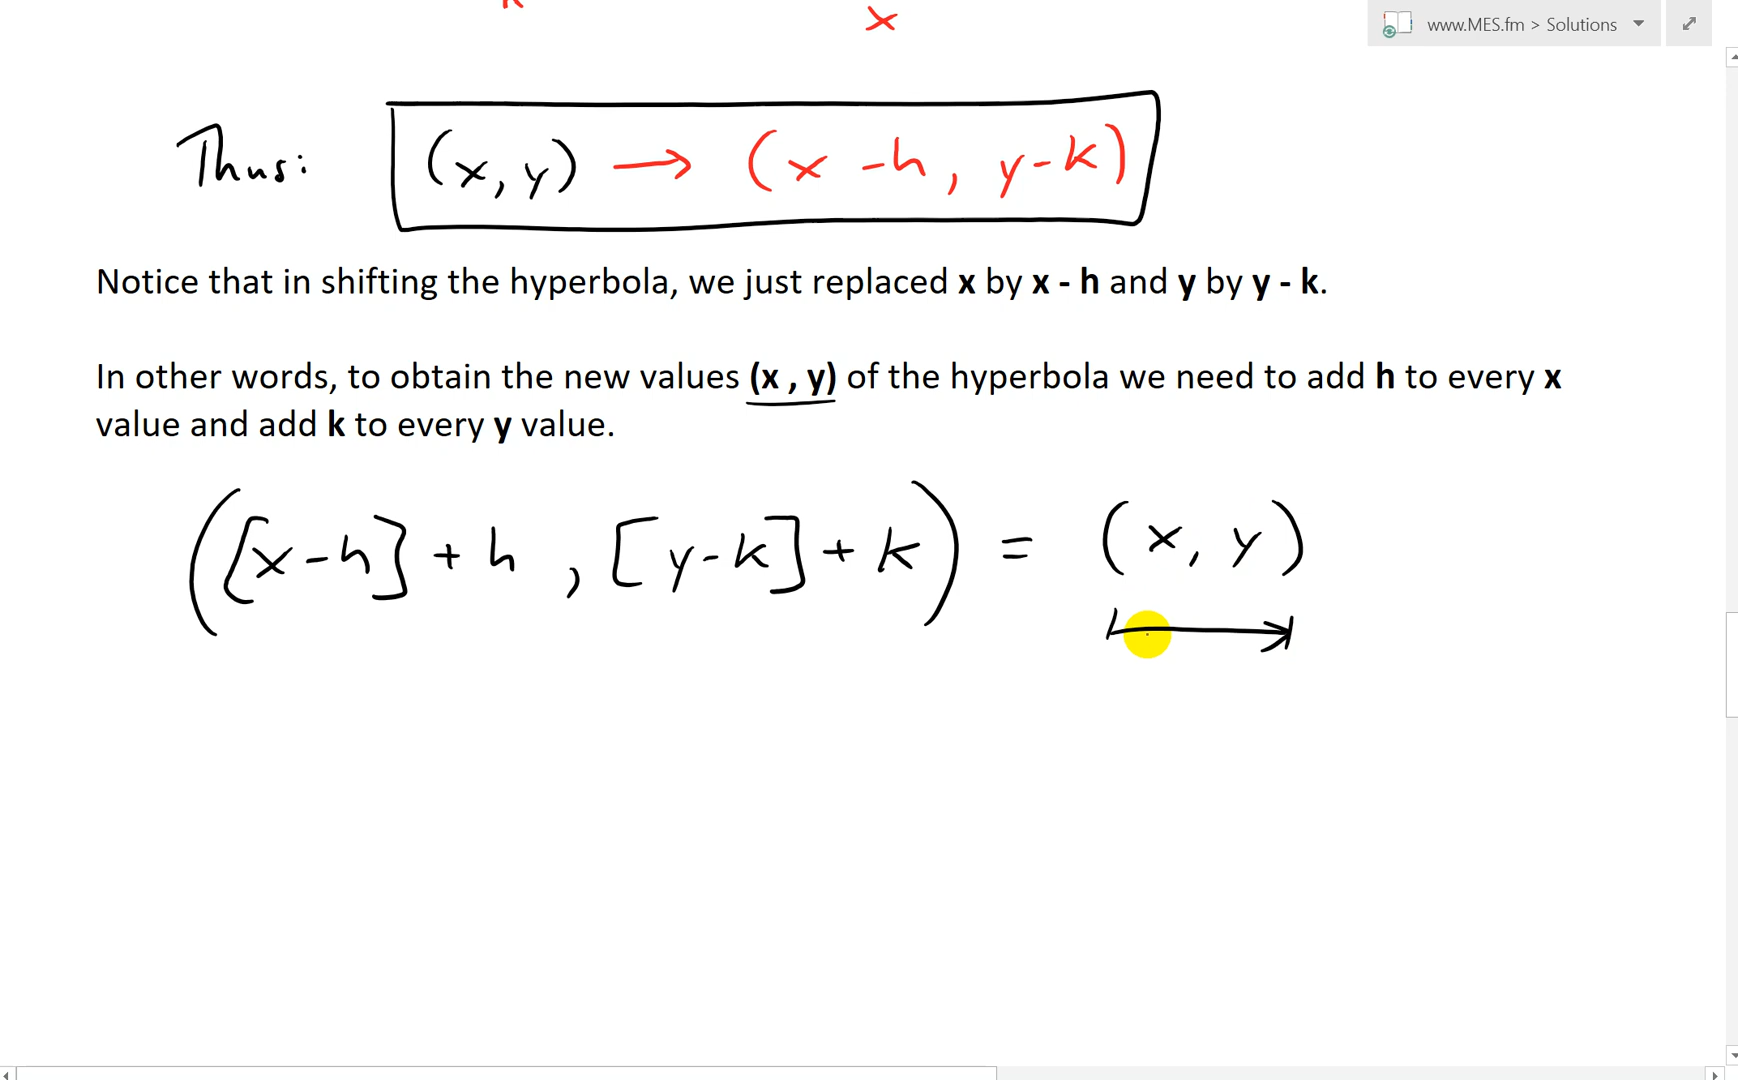 x
www.MES.fm > Solutions
Thus: (x, y) → (x - h, y - k)
Notice that in shifting the hyperbola, we just replaced x by x - h and y by y - k.
In other words, to obtain the new values (x , y) of the hyperbola we need to add h to every x
value and add k to every y value.
([x - h] + h , [y - k] + k) = (x, y)